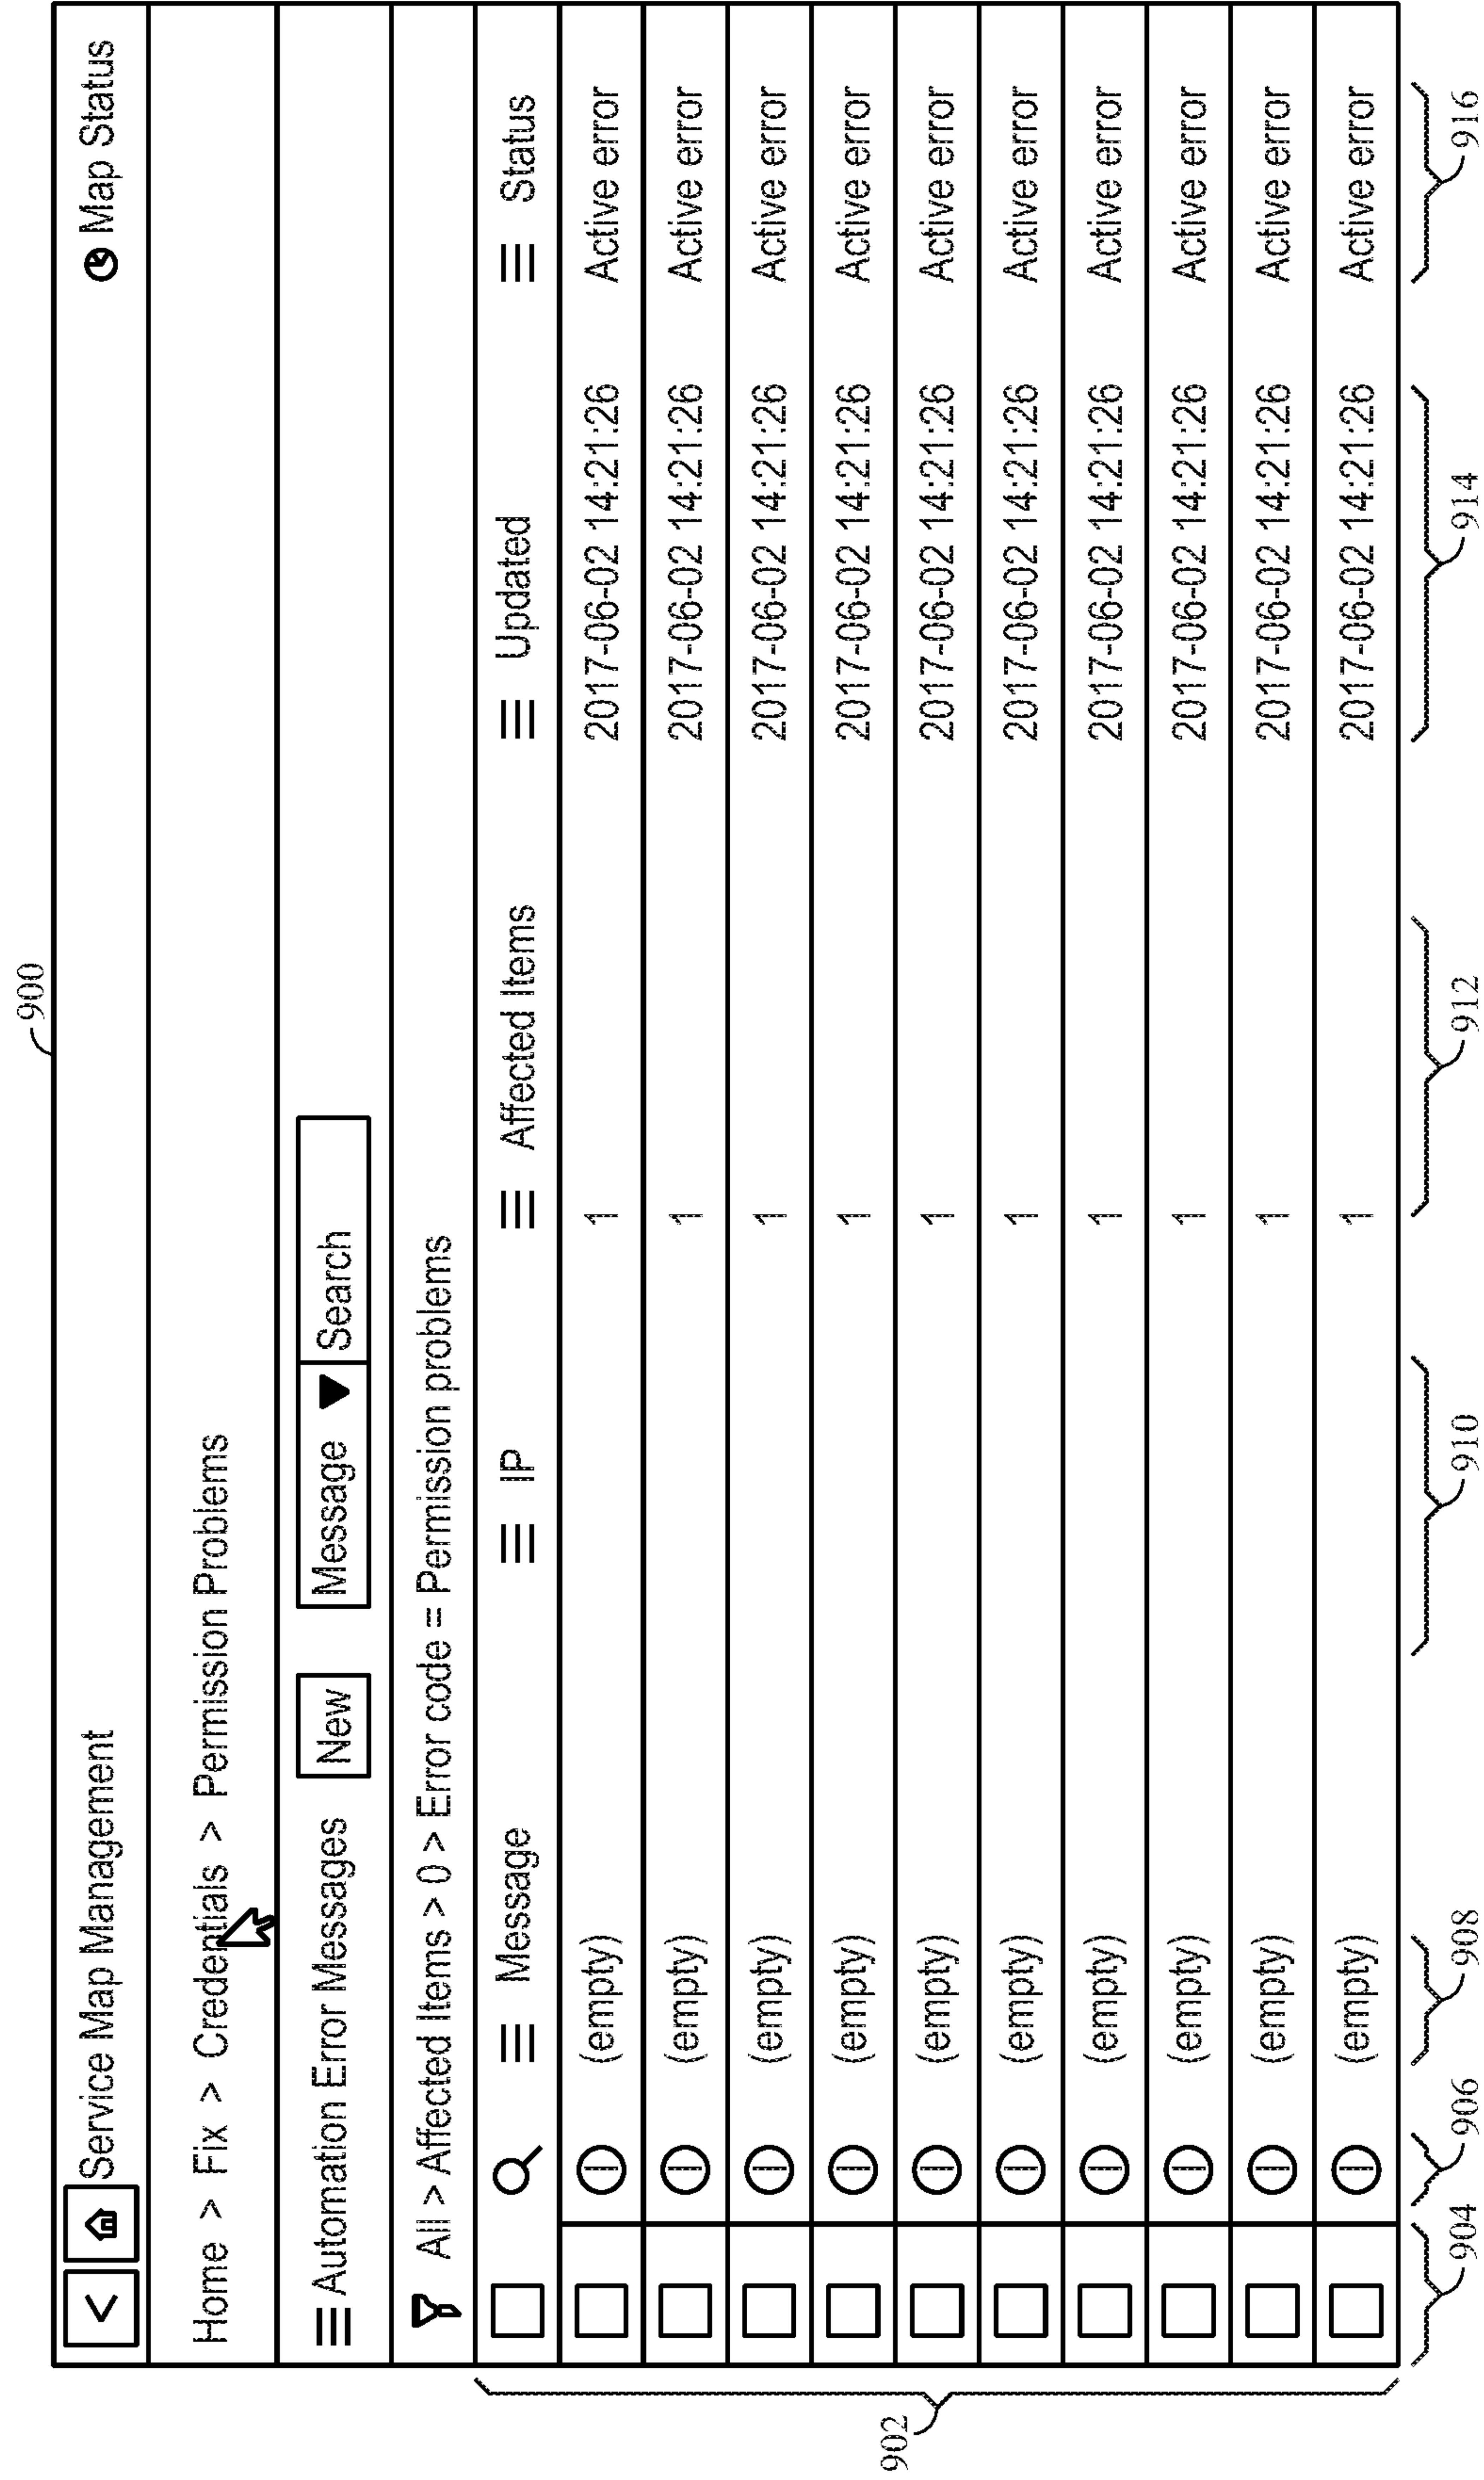 900
< Service Map Management Map Status
Home > Fix > Credentials > Permission Problems
Automation Error Messages New Message ▼ Search
All > Affected Items > 0 > Error code = Permission problems
Message IP Affected Items Updated Status
(empty) 1 2017-06-02 14:21:26 Active error
(empty) 1 2017-06-02 14:21:26 Active error
(empty) 1 2017-06-02 14:21:26 Active error
(empty) 1 2017-06-02 14:21:26 Active error
(empty) 1 2017-06-02 14:21:26 Active error
(empty) 1 2017-06-02 14:21:26 Active error
(empty) 1 2017-06-02 14:21:26 Active error
(empty) 1 2017-06-02 14:21:26 Active error
(empty) 1 2017-06-02 14:21:26 Active error
(empty) 1 2017-06-02 14:21:26 Active error
902
904 906 908 910 912 914 916